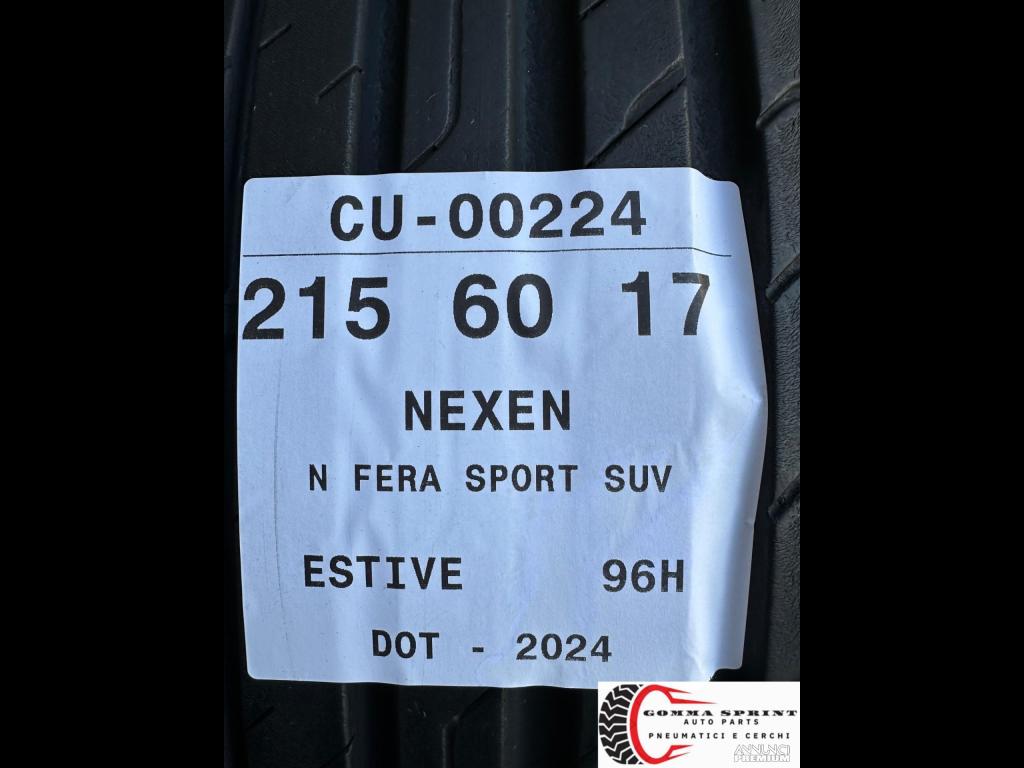 CU-00224
215 60 17
NEXEN
N FERA SPORT SUV
ESTIVE 96H
DOT - 2024
GOMMA SPRINT
AUTO PARTS
PNEUMATICI E CERCHI
ANNUNCI
PREMIUM